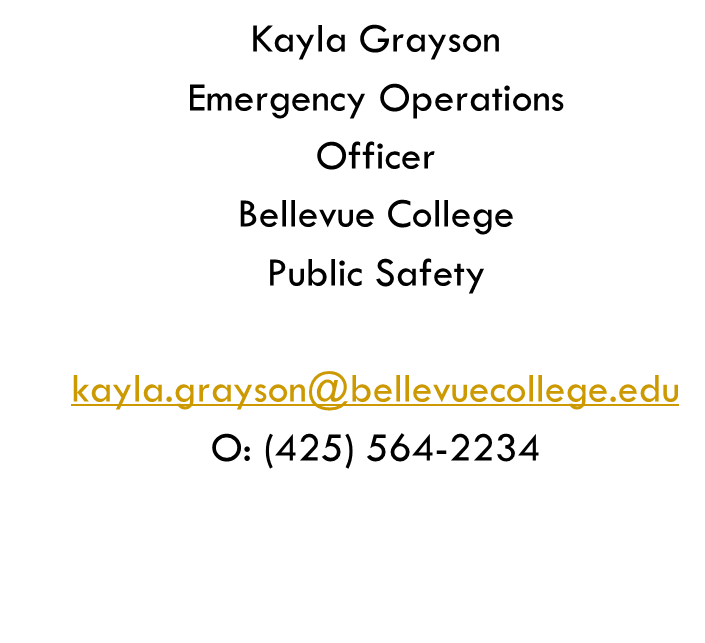 Kayla Grayson
Emergency Operations
Officer
Bellevue College
Public Safety
kayla.grayson@bellevuecollege.edu
O: (425) 564-2234